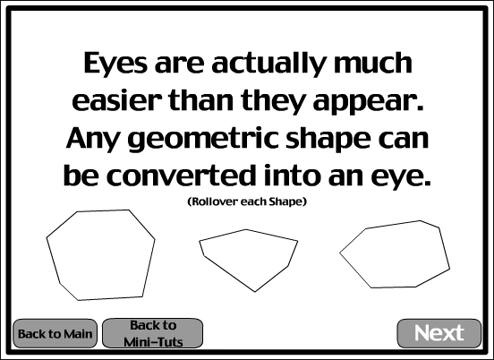 Eyes are actually much
easier than they appear.
Any geometric shape can
be converted into an eye.
(Rollover each Shape)
Back to Main
Back to
Mini-Tuts
Next